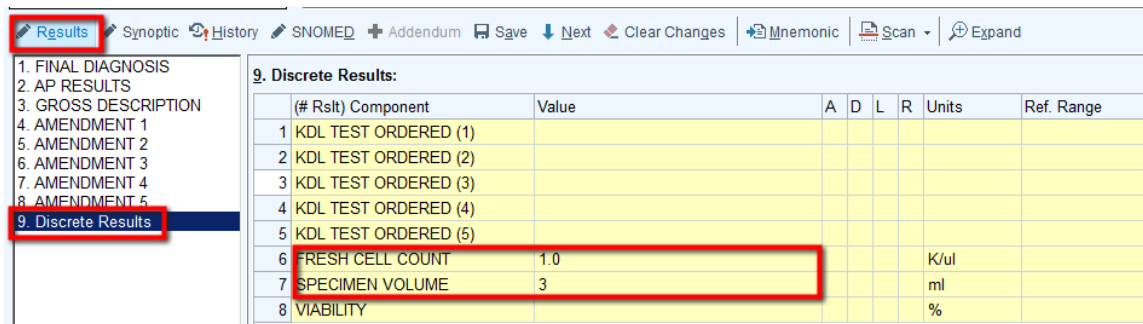 Results Synoptic History SNOMED Addendum Save Next Clear Changes Mnemonic Scan Expand
1. FINAL DIAGNOSIS
2. AP RESULTS
3. GROSS DESCRIPTION
4. AMENDMENT 1
5. AMENDMENT 2
6. AMENDMENT 3
7. AMENDMENT 4
8. AMENDMENT 5
9. Discrete Results
9. Discrete Results:
(# Rslt) Component Value A D L R Units Ref. Range
1 KDL TEST ORDERED (1)
2 KDL TEST ORDERED (2)
3 KDL TEST ORDERED (3)
4 KDL TEST ORDERED (4)
5 KDL TEST ORDERED (5)
6 FRESH CELL COUNT 1.0 K/ul
7 SPECIMEN VOLUME 3 ml
8 VIABILITY %